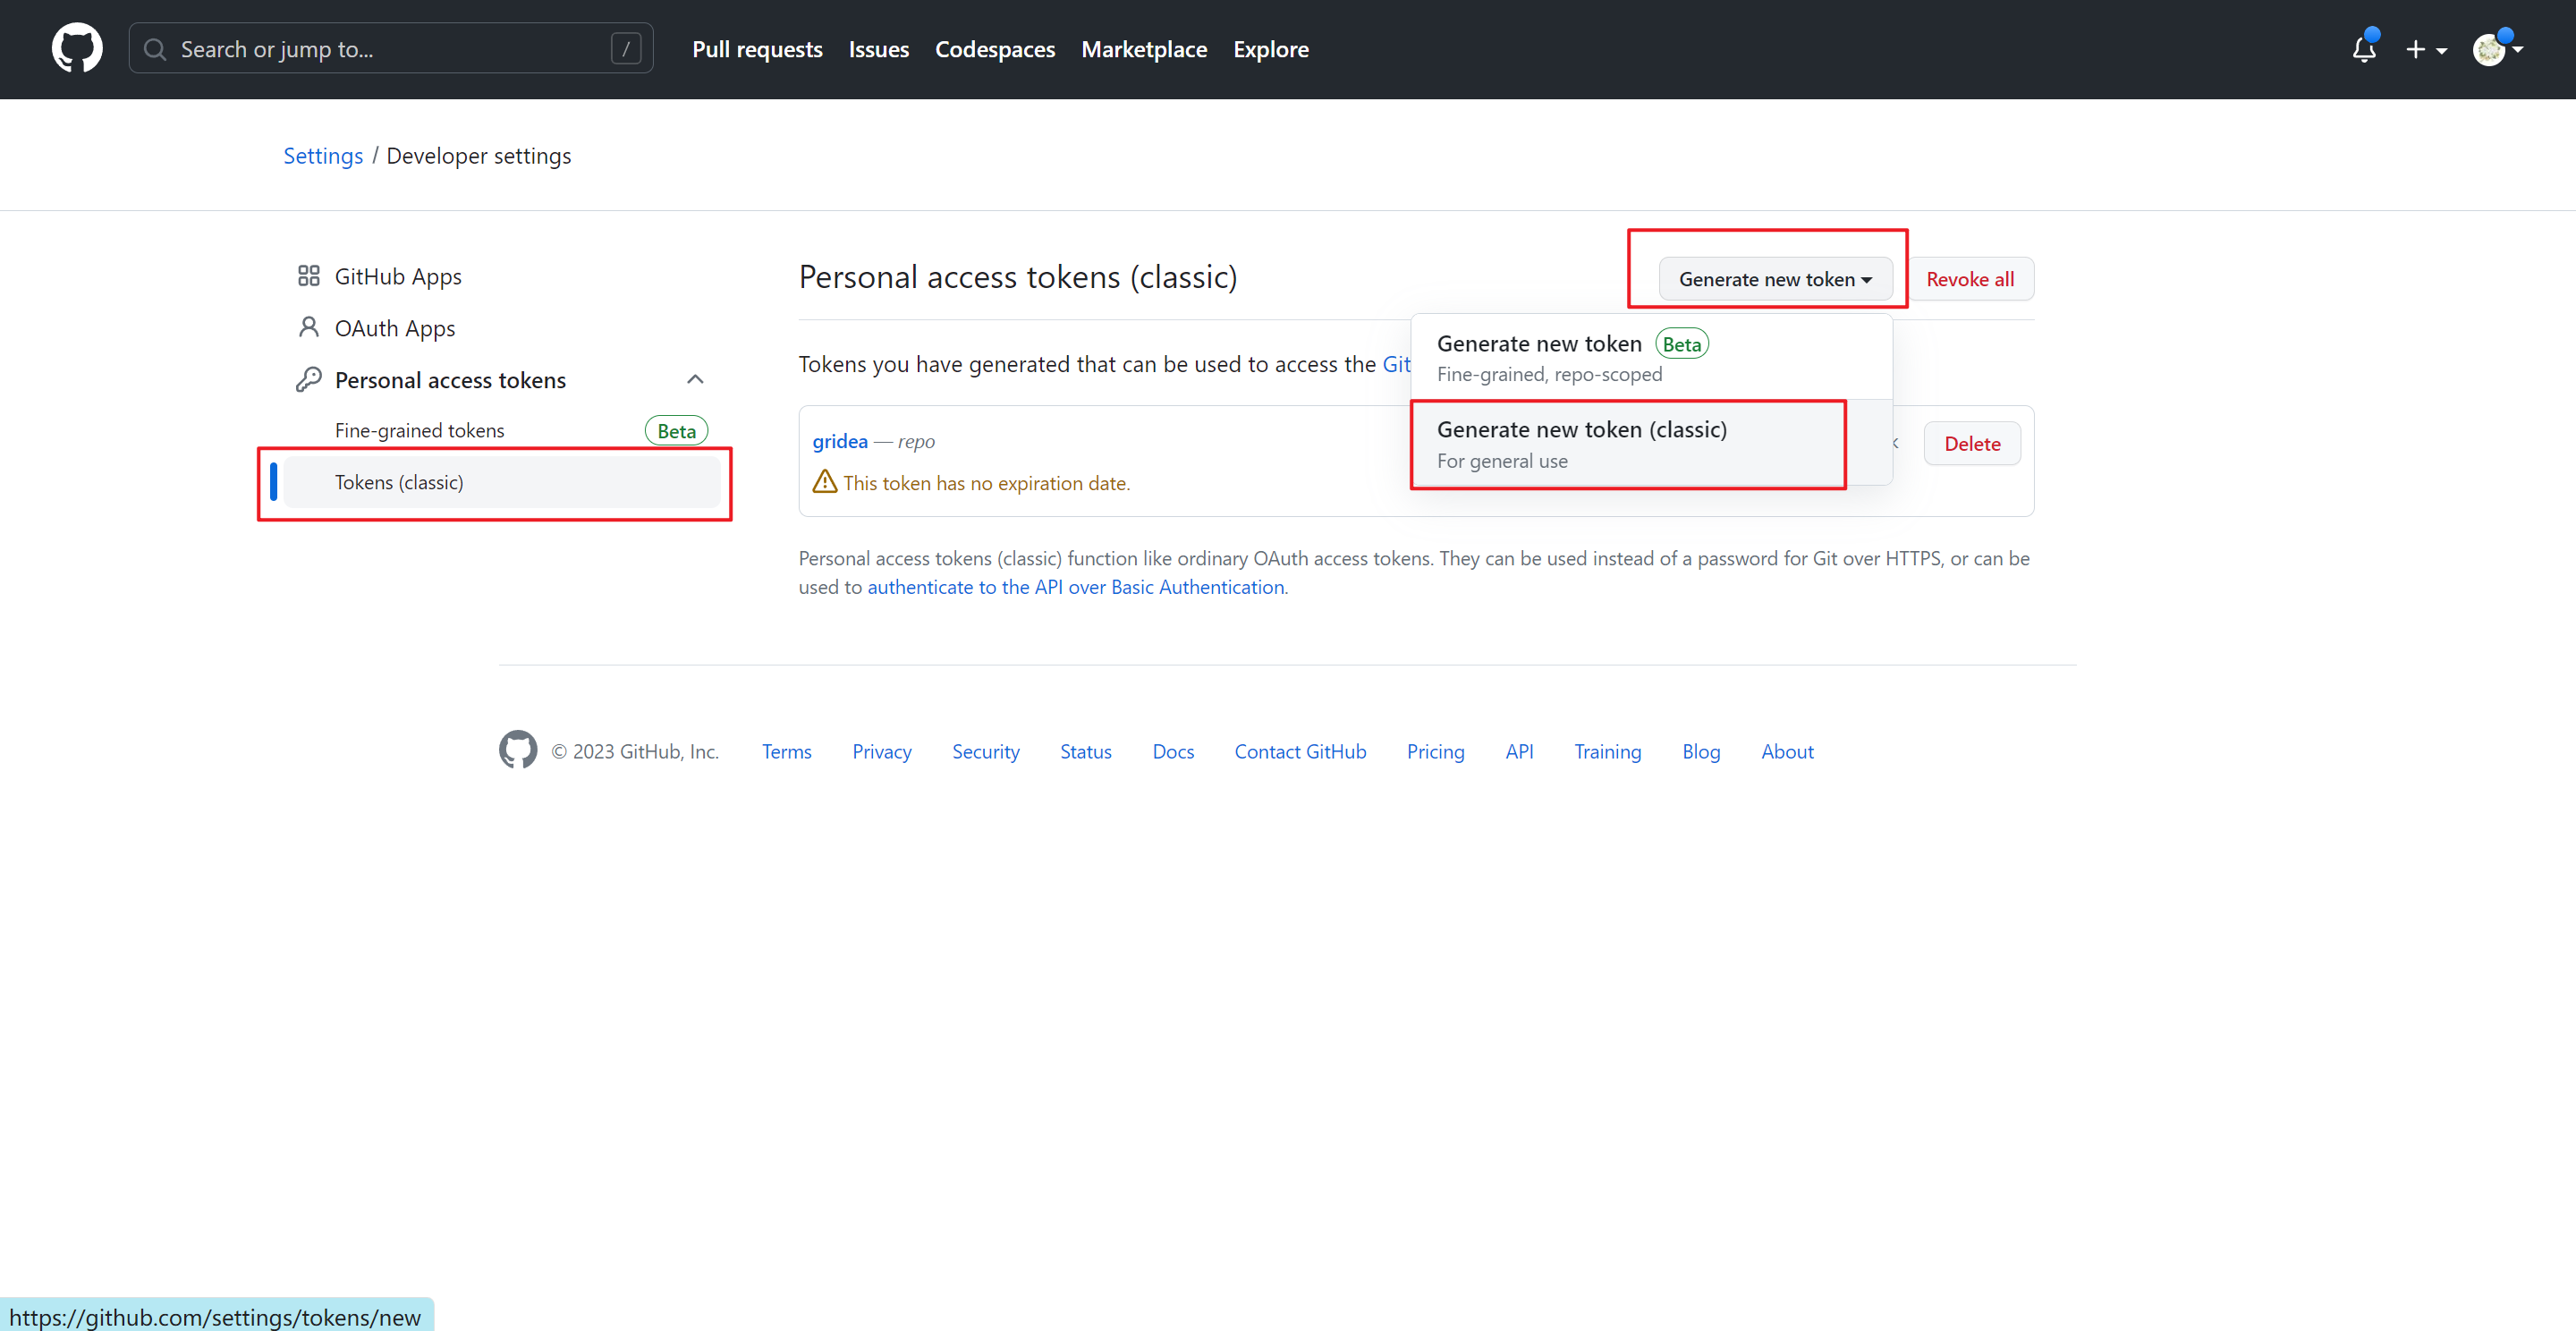 Search or jump to... /
Pull requests Issues Codespaces Marketplace Explore
Settings / Developer settings
GitHub Apps
OAuth Apps
Personal access tokens
Fine-grained tokens Beta
Tokens (classic)
Personal access tokens (classic)
Generate new token
Revoke all
Generate new token Beta
Fine-grained, repo-scoped
Generate new token (classic)
For general use
Tokens you have generated that can be used to access the Git
gridea — repo
Delete
This token has no expiration date.
Personal access tokens (classic) function like ordinary OAuth access tokens. They can be used instead of a password for Git over HTTPS, or can be
used to authenticate to the API over Basic Authentication.
© 2023 GitHub, Inc. Terms Privacy Security Status Docs Contact GitHub Pricing API Training Blog About
https://github.com/settings/tokens/new